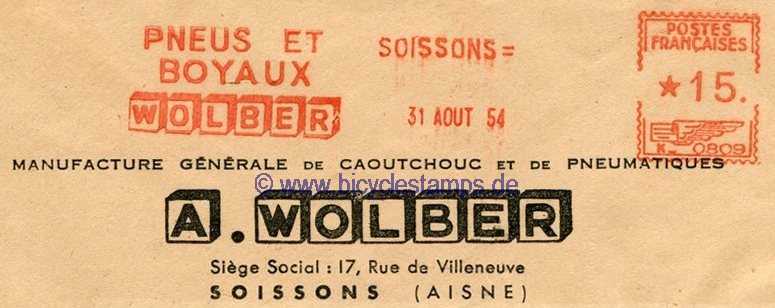 PNEUS ET
BOYAUX
WOLBER
SOISSONS=
31 AOUT 54
POSTES
FRANÇAISES
★15.
K 0809
MANUFACTURE GÉNÉRALE DE CAOUTCHOUC ET DE PNEUMATIQUES
© www.bicyclestamps.de
A.WOLBER
Siège Social : 17, Rue de Villeneuve
SOISSONS (AISNE)